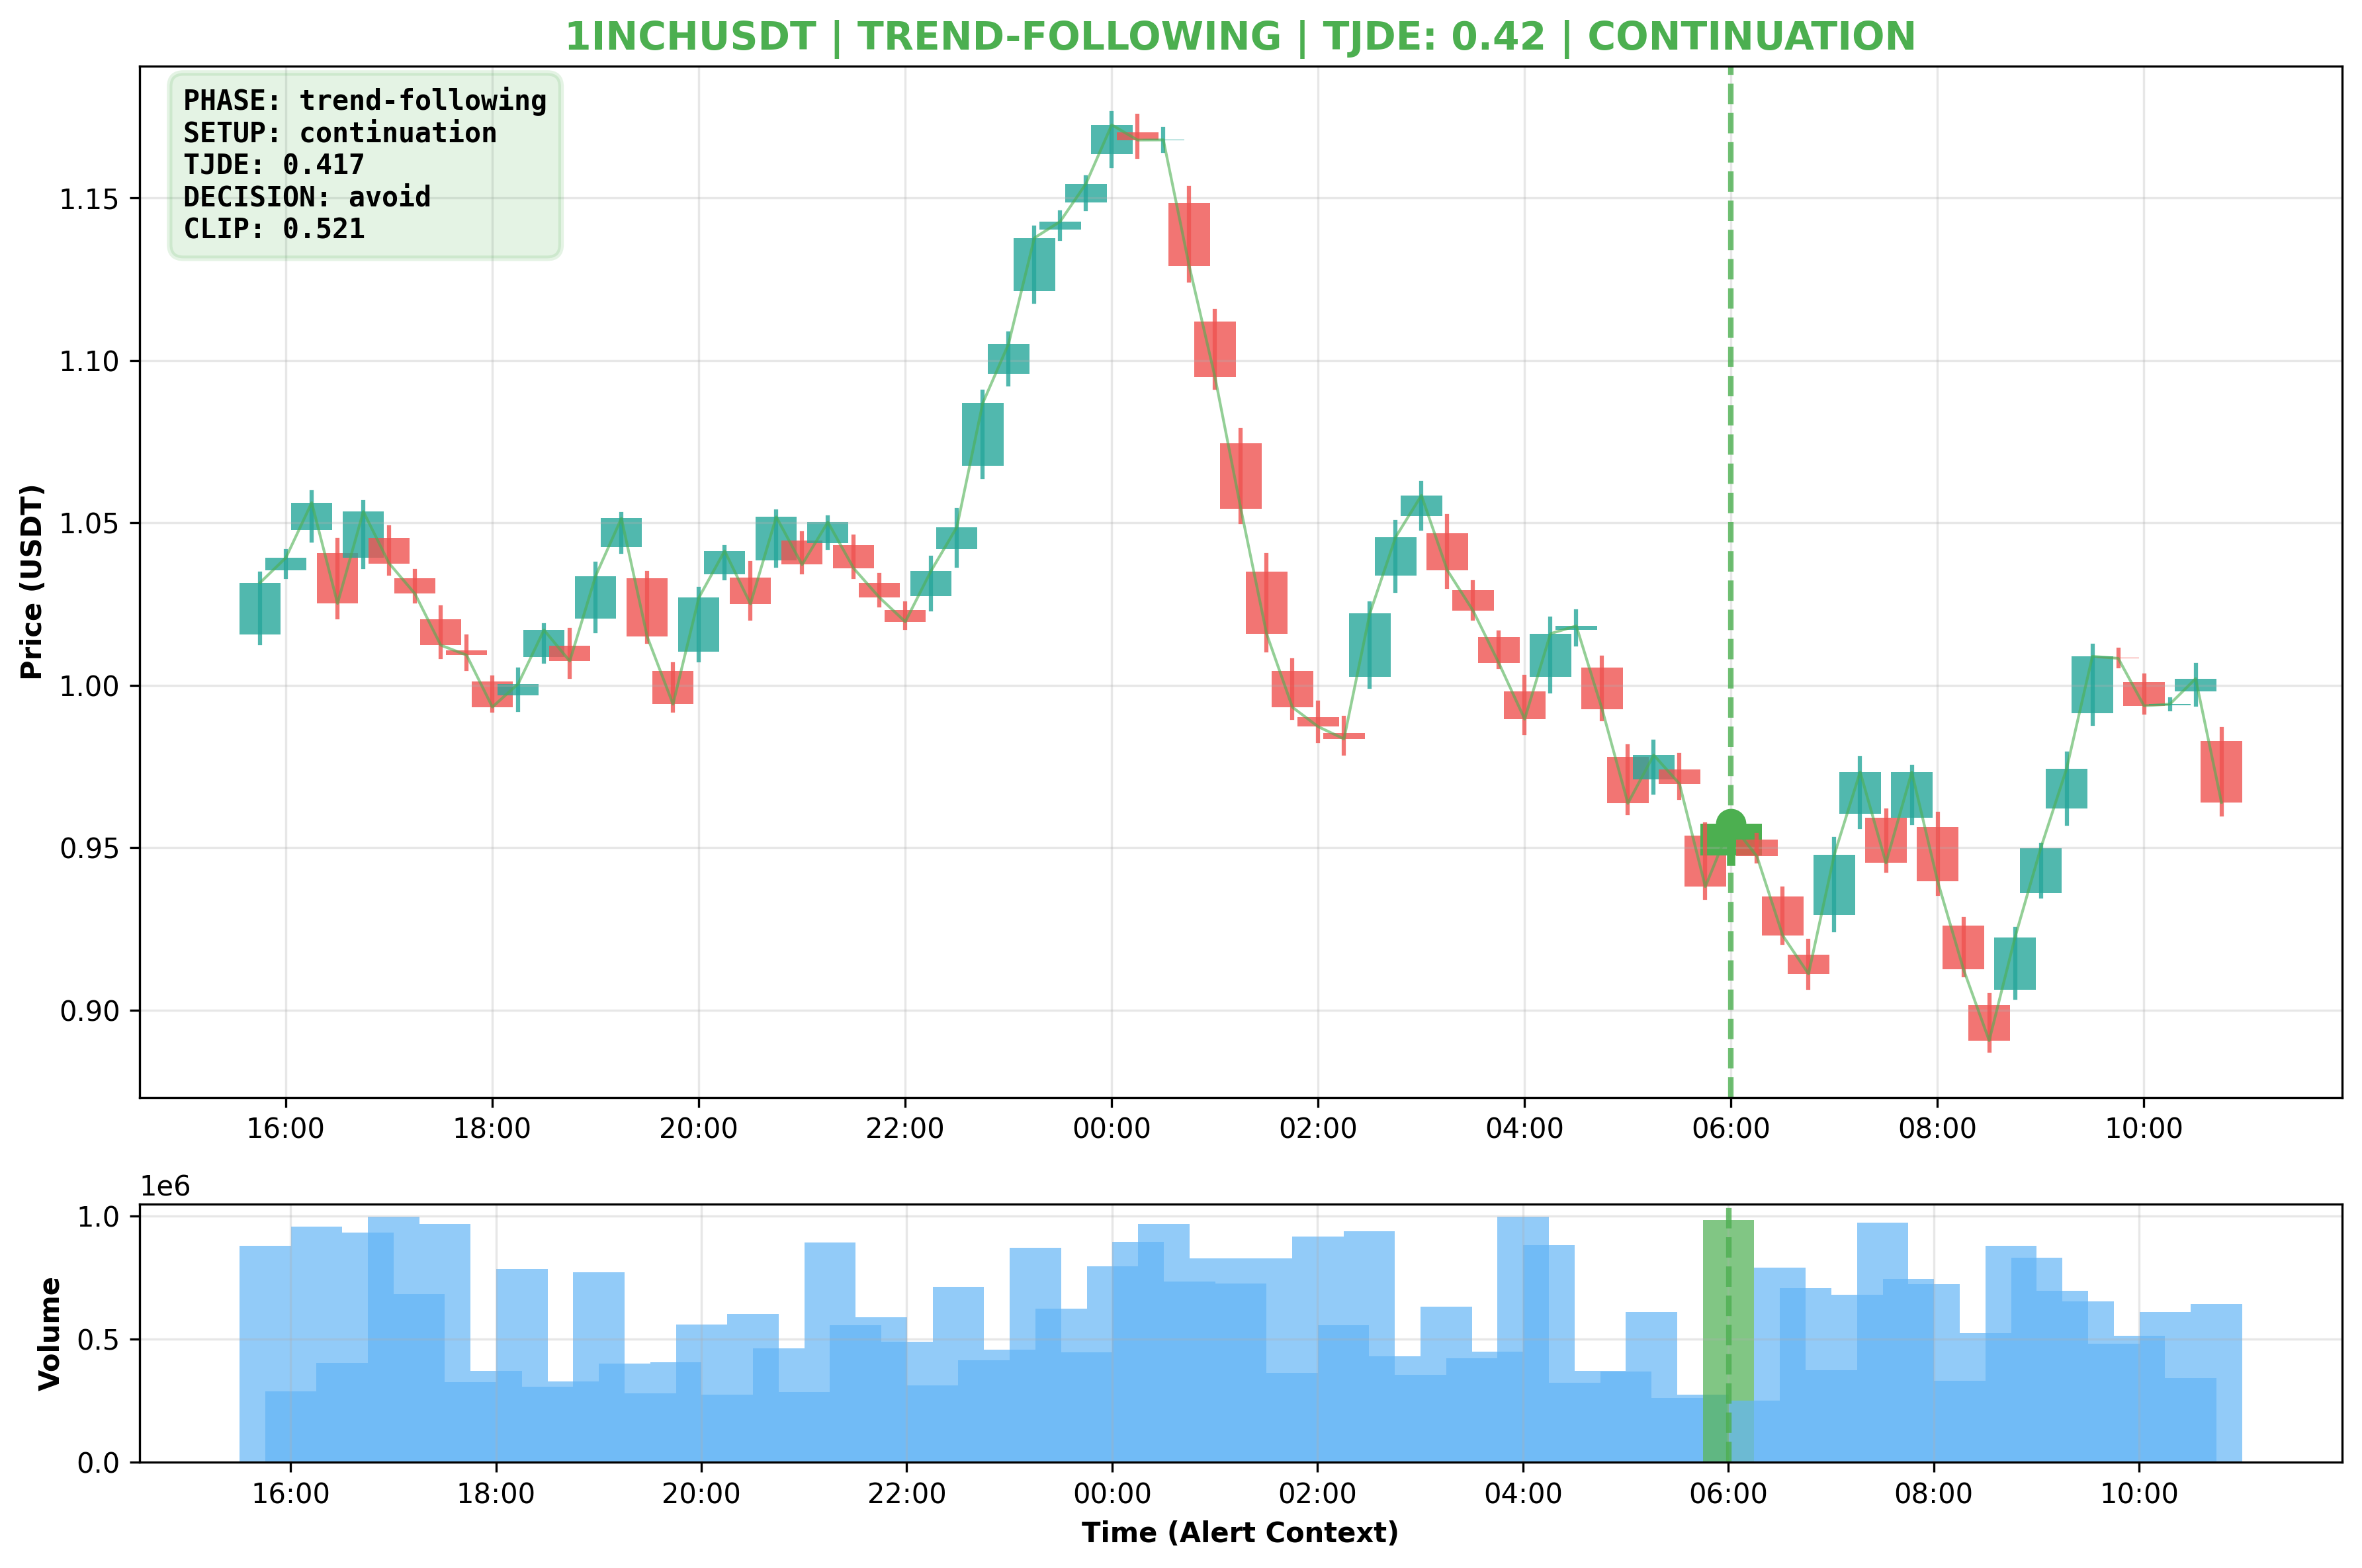 1INCHUSDT | TREND-FOLLOWING | TJDE: 0.42 | CONTINUATION
PHASE: trend-following
SETUP: continuation
TJDE: 0.417
DECISION: avoid
CLIP: 0.521
Price (USDT)
1.15
1.10
1.05
1.00
0.95
0.90
16:00 18:00 20:00 22:00 00:00 02:00 04:00 06:00 08:00 10:00
1e6
Volume
1.0
0.5
0.0
16:00 18:00 20:00 22:00 00:00 02:00 04:00 06:00 08:00 10:00
Time (Alert Context)